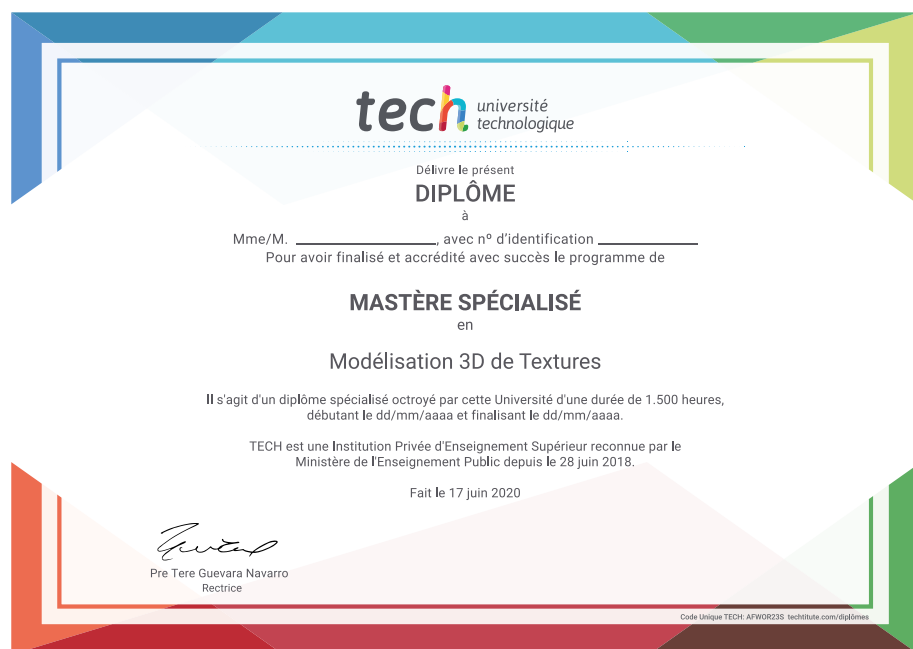 tech université
technologique
Délivre le présent
DIPLÔME
à
Mme/M. ____________________, avec nº d'identification ______________
Pour avoir finalisé et accrédité avec succès le programme de
MASTÈRE SPÉCIALISÉ
en
Modélisation 3D de Textures
Il s'agit d'un diplôme spécialisé octroyé par cette Université d'une durée de 1.500 heures,
débutant le dd/mm/aaaa et finalisant le dd/mm/aaaa.
TECH est une Institution Privée d'Enseignement Supérieur reconnue par le
Ministère de l'Enseignement Public depuis le 28 juin 2018.
Fait le 17 juin 2020
Pre Tere Guevara Navarro
Rectrice
Code Unique TECH: AFWOR23S techtitute.com/diplômes